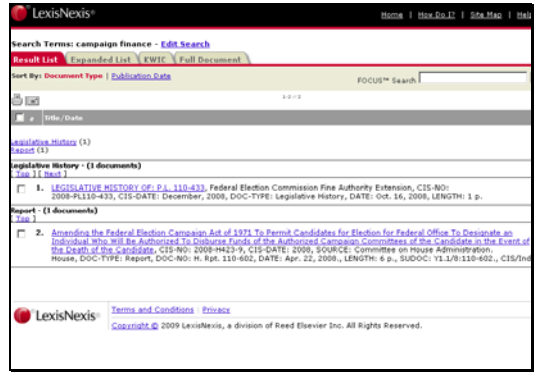 LexisNexis®
Home | How Do I? | Site Map | Help
Search Terms: campaign finance - Edit Search
Result List Expanded List KWIC Full Document
Sort By: Document Type | Publication Date
FOCUS™ Search
1-2 / 2
# Title/Date
Legislative History (1)
Report (1)
Legislative History - (1 documents)
[ Top ] [ Next ]
1. LEGISLATIVE HISTORY OF: P.L. 110-433, Federal Election Commission Fine Authority Extension, CIS-NO:
2008-PL110-433, CIS-DATE: December, 2008, DOC-TYPE: Legislative History, DATE: Oct. 16, 2008, LENGTH: 1 p.
Report - (1 documents)
[ Top ]
2. Amending the Federal Election Campaign Act of 1971 To Permit Candidates for Election for Federal Office To Designate an
Individual Who Will Be Authorized To Disburse Funds of the Authorized Campaign Committees of the Candidate in the Event of
the Death of the Candidate, CIS-NO: 2008-H423-9, CIS-DATE: 2008, SOURCE: Committee on House Administration.
House, DOC-TYPE: Report, DOC-NO: H. Rpt. 110-602, DATE: Apr. 22, 2008., LENGTH: 6 p., SUDOC: Y1.1/8:110-602., CIS/Ind
LexisNexis®
Terms and Conditions | Privacy
Copyright © 2009 LexisNexis, a division of Reed Elsevier Inc. All Rights Reserved.